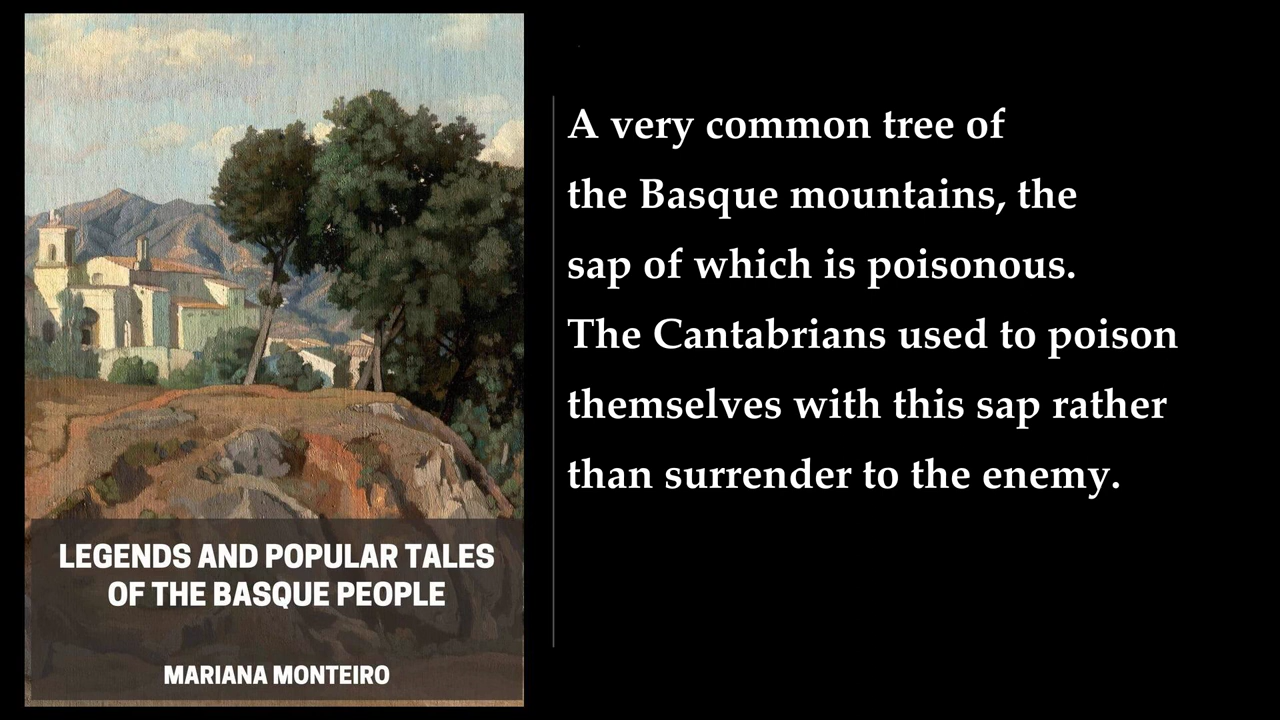 LEGENDS AND POPULAR TALES
OF THE BASQUE PEOPLE
MARIANA MONTEIRO
A very common tree of
the Basque mountains, the
sap of which is poisonous.
The Cantabrians used to poison
themselves with this sap rather
than surrender to the enemy.